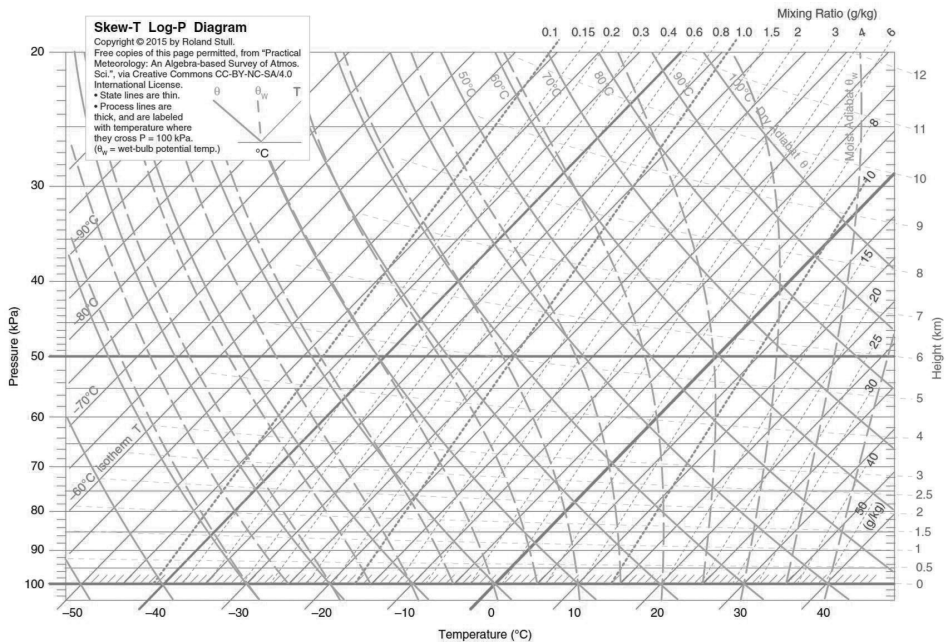 Skew-T Log-P Diagram
Copyright © 2015 by Roland Stull.
Free copies of this page permitted, from “Practical
Meteorology: An Algebra-based Survey of Atmos.
Sci.”, via Creative Commons CC-BY-NC-SA/4.0
International License.
• State lines are thin.
• Process lines are
thick, and are labeled
with temperature where
they cross P = 100 kPa.
(θw = wet-bulb potential temp.)
θ θw T
°C
Mixing Ratio (g/kg)
0.1 0.15 0.2 0.3 0.4 0.6 0.8 1.0 1.5 2 3 4 6
8
10
15
20
25
30
40
50
(g/kg)
50°C 60°C 70°C 80°C 90°C 100°C Dry Adiabat θ
Moist Adiabat θw
–90°C
–80°C
–70°C
–60°C Isotherm T
Pressure (kPa)
20
30
40
50
60
70
80
90
100
Height (km)
12
11
10
9
8
7
6
5
4
3
2.5
2
1.5
1
0.5
0
–50 –40 –30 –20 –10 0 10 20 30 40
Temperature (°C)